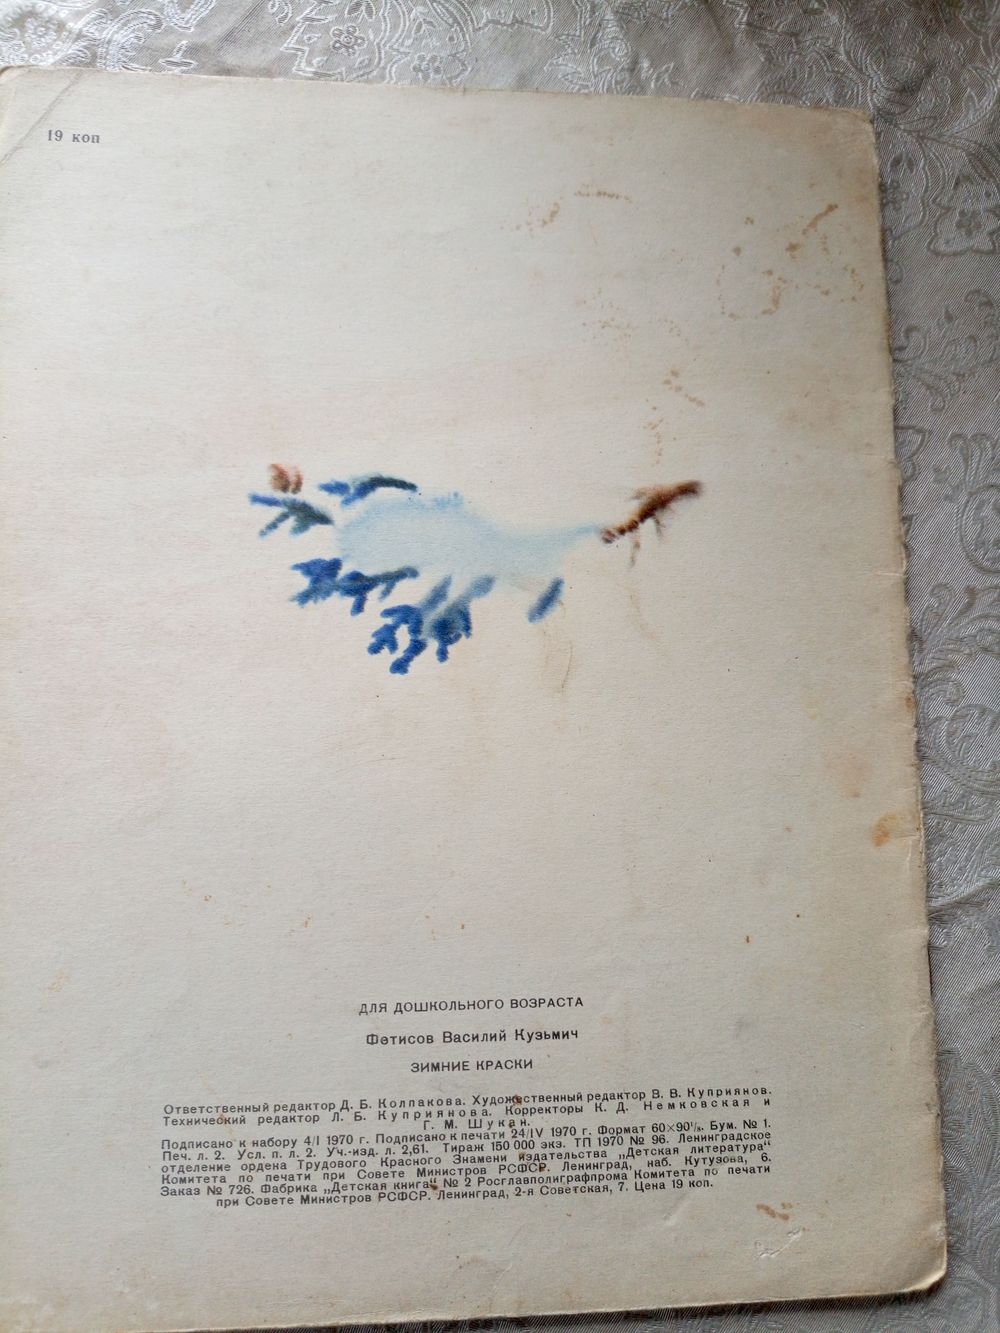 19 коп
ДЛЯ ДОШКОЛЬНОГО ВОЗРАСТА
Фетисов Василий Кузьмич
ЗИМНИЕ КРАСКИ
Ответственный редактор Д. Б. Колпакова. Художественный редактор В. В. Куприянов.
Технический редактор Л. Б. Куприянова. Корректоры К. Д. Немковская и
Г. М. Шукан.
Подписано к набору 4/I 1970 г. Подписано к печати 24/IV 1970 г. Формат 60×90¹/₈. Бум. № 1.
Печ. л. 2. Усл. п. л. 2. Уч.-изд. л. 2,61. Тираж 150 000 экз. ТП 1970 № 96. Ленинградское
отделение ордена Трудового Красного Знамени издательства „Детская литература“
Комитета по печати при Совете Министров РСФСР. Ленинград, наб. Кутузова, 6.
Заказ № 726. Фабрика „Детская книга“ № 2 Росглавполиграфпрома Комитета по печати
при Совете Министров РСФСР. Ленинград, 2-я Советская, 7. Цена 19 коп.